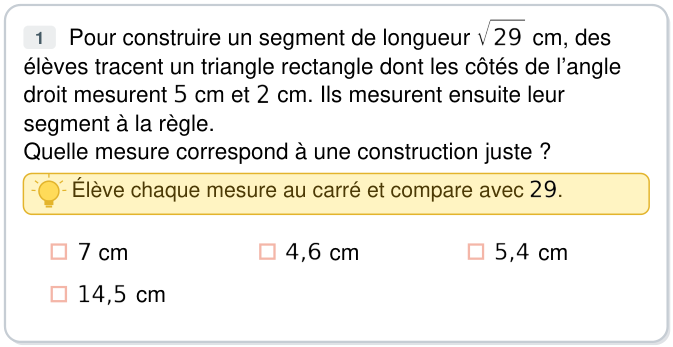 1 Pour construire un segment de longueur √29 cm, des
élèves tracent un triangle rectangle dont les côtés de l’angle
droit mesurent 5 cm et 2 cm. Ils mesurent ensuite leur
segment à la règle.
Quelle mesure correspond à une construction juste ?
Élève chaque mesure au carré et compare avec 29.
7 cm
4,6 cm
5,4 cm
14,5 cm